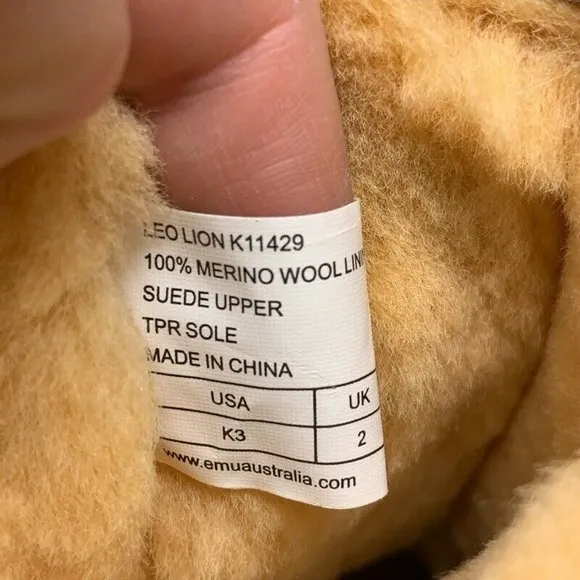 LEO LION K11429
100% MERINO WOOL LINI
SUEDE UPPER
TPR SOLE
MADE IN CHINA
USA UK
K3 2
www.emuaustralia.com